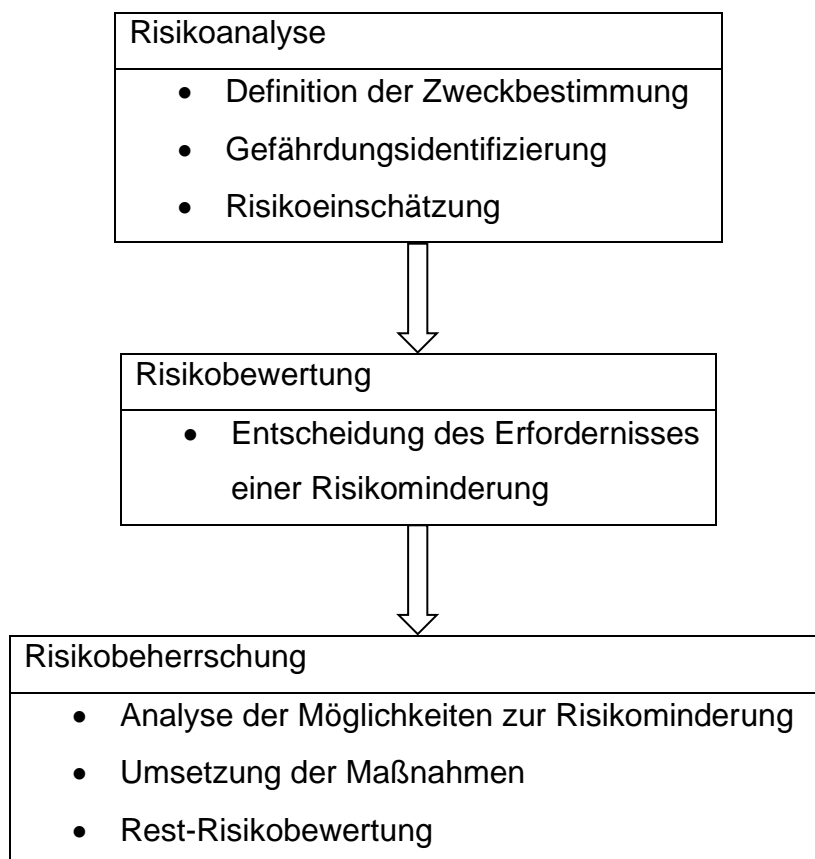 Risikoanalyse
• Definition der Zweckbestimmung
• Gefährdungsidentifizierung
• Risikoeinschätzung
Risikobewertung
• Entscheidung des Erfordernisses
einer Risikominderung
Risikobeherrschung
• Analyse der Möglichkeiten zur Risikominderung
• Umsetzung der Maßnahmen
• Rest-Risikobewertung